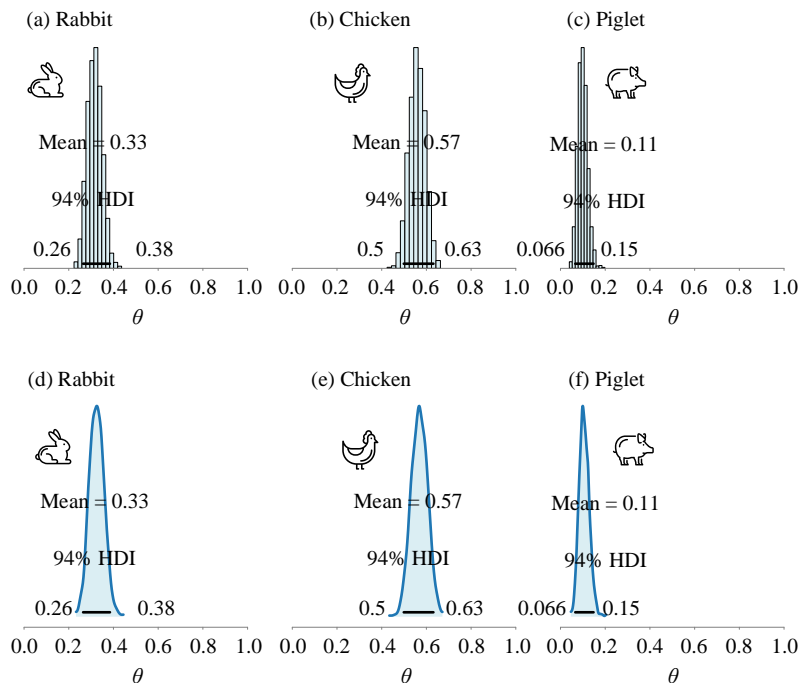 (a) Rabbit
Mean = 0.33
94% HDI
0.26 0.38
0.0 0.2 0.4 0.6 0.8 1.0
θ
(b) Chicken
Mean = 0.57
94% HDI
0.5 0.63
0.0 0.2 0.4 0.6 0.8 1.0
θ
(c) Piglet
Mean = 0.11
94% HDI
0.066 0.15
0.0 0.2 0.4 0.6 0.8 1.0
θ
(d) Rabbit
Mean = 0.33
94% HDI
0.26 0.38
0.0 0.2 0.4 0.6 0.8 1.0
θ
(e) Chicken
Mean = 0.57
94% HDI
0.5 0.63
0.0 0.2 0.4 0.6 0.8 1.0
θ
(f) Piglet
Mean = 0.11
94% HDI
0.066 0.15
0.0 0.2 0.4 0.6 0.8 1.0
θ